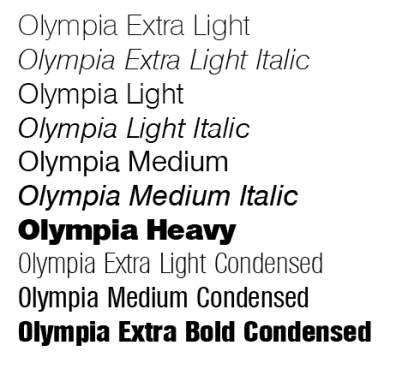 Olympia Extra Light
Olympia Extra Light Italic
Olympia Light
Olympia Light Italic
Olympia Medium
Olympia Medium Italic
Olympia Heavy
Olympia Extra Light Condensed
Olympia Medium Condensed
Olympia Extra Bold Condensed